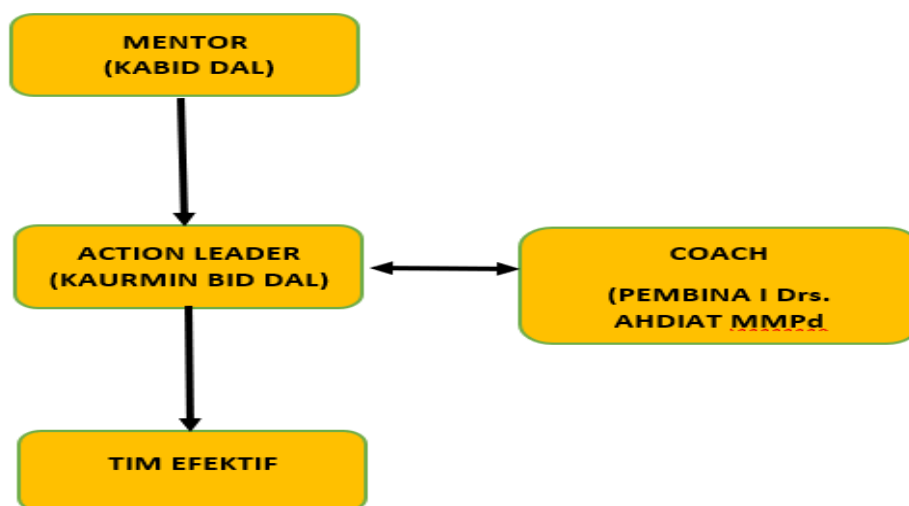 MENTOR
(KABID DAL)
ACTION LEADER
(KAURMIN BID DAL)
COACH
(PEMBINA I Drs.
AHDIAT MMPd
TIM EFEKTIF